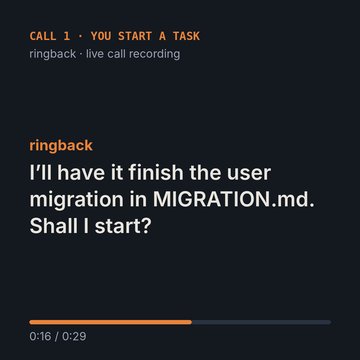 CALL 1 · YOU START A TASK
ringback · live call recording
ringback
I’ll have it finish the user
migration in MIGRATION.md.
Shall I start?
0:16 / 0:29